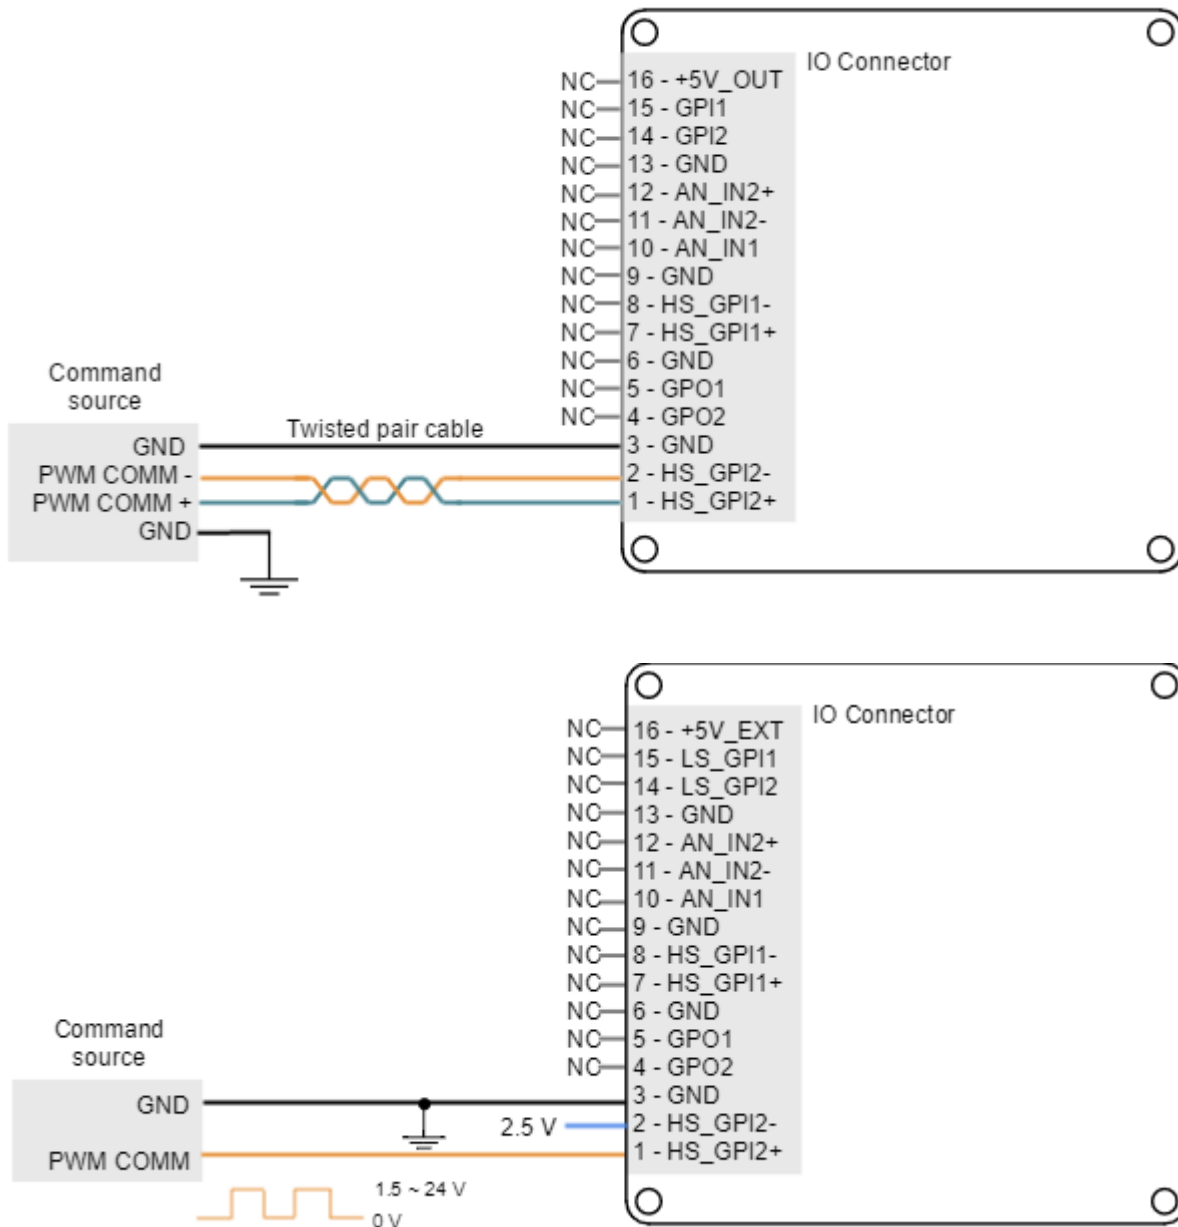 IO Connector
NC 16 - +5V_OUT
NC 15 - GPI1
NC 14 - GPI2
NC 13 - GND
NC 12 - AN_IN2+
NC 11 - AN_IN2-
NC 10 - AN_IN1
NC 9 - GND
NC 8 - HS_GPI1-
NC 7 - HS_GPI1+
NC 6 - GND
NC 5 - GPO1
NC 4 - GPO2
3 - GND
2 - HS_GPI2-
1 - HS_GPI2+
Command
source
GND
PWM COMM -
PWM COMM +
GND
Twisted pair cable
IO Connector
NC 16 - +5V_EXT
NC 15 - LS_GPI1
NC 14 - LS_GPI2
NC 13 - GND
NC 12 - AN_IN2+
NC 11 - AN_IN2-
NC 10 - AN_IN1
NC 9 - GND
NC 8 - HS_GPI1-
NC 7 - HS_GPI1+
NC 6 - GND
NC 5 - GPO1
NC 4 - GPO2
3 - GND
2 - HS_GPI2-
1 - HS_GPI2+
Command
source
GND
PWM COMM
2.5 V
1.5 ~ 24 V
0 V